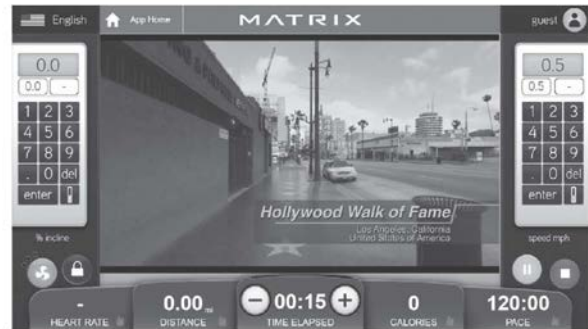 English
App Home
MATRIX
guest
0.0
0.0 -
1 2 3
4 5 6
7 8 9
. 0 del
enter
% incline
0.5
0.5 -
1 2 3
4 5 6
7 8 9
. 0 del
enter
speed mph
Hollywood Walk of Fame
Los Angeles, California
United States of America
-
HEART RATE
0.00 mi
DISTANCE
− 00:15 +
TIME ELAPSED
0
CALORIES
120:00
PACE